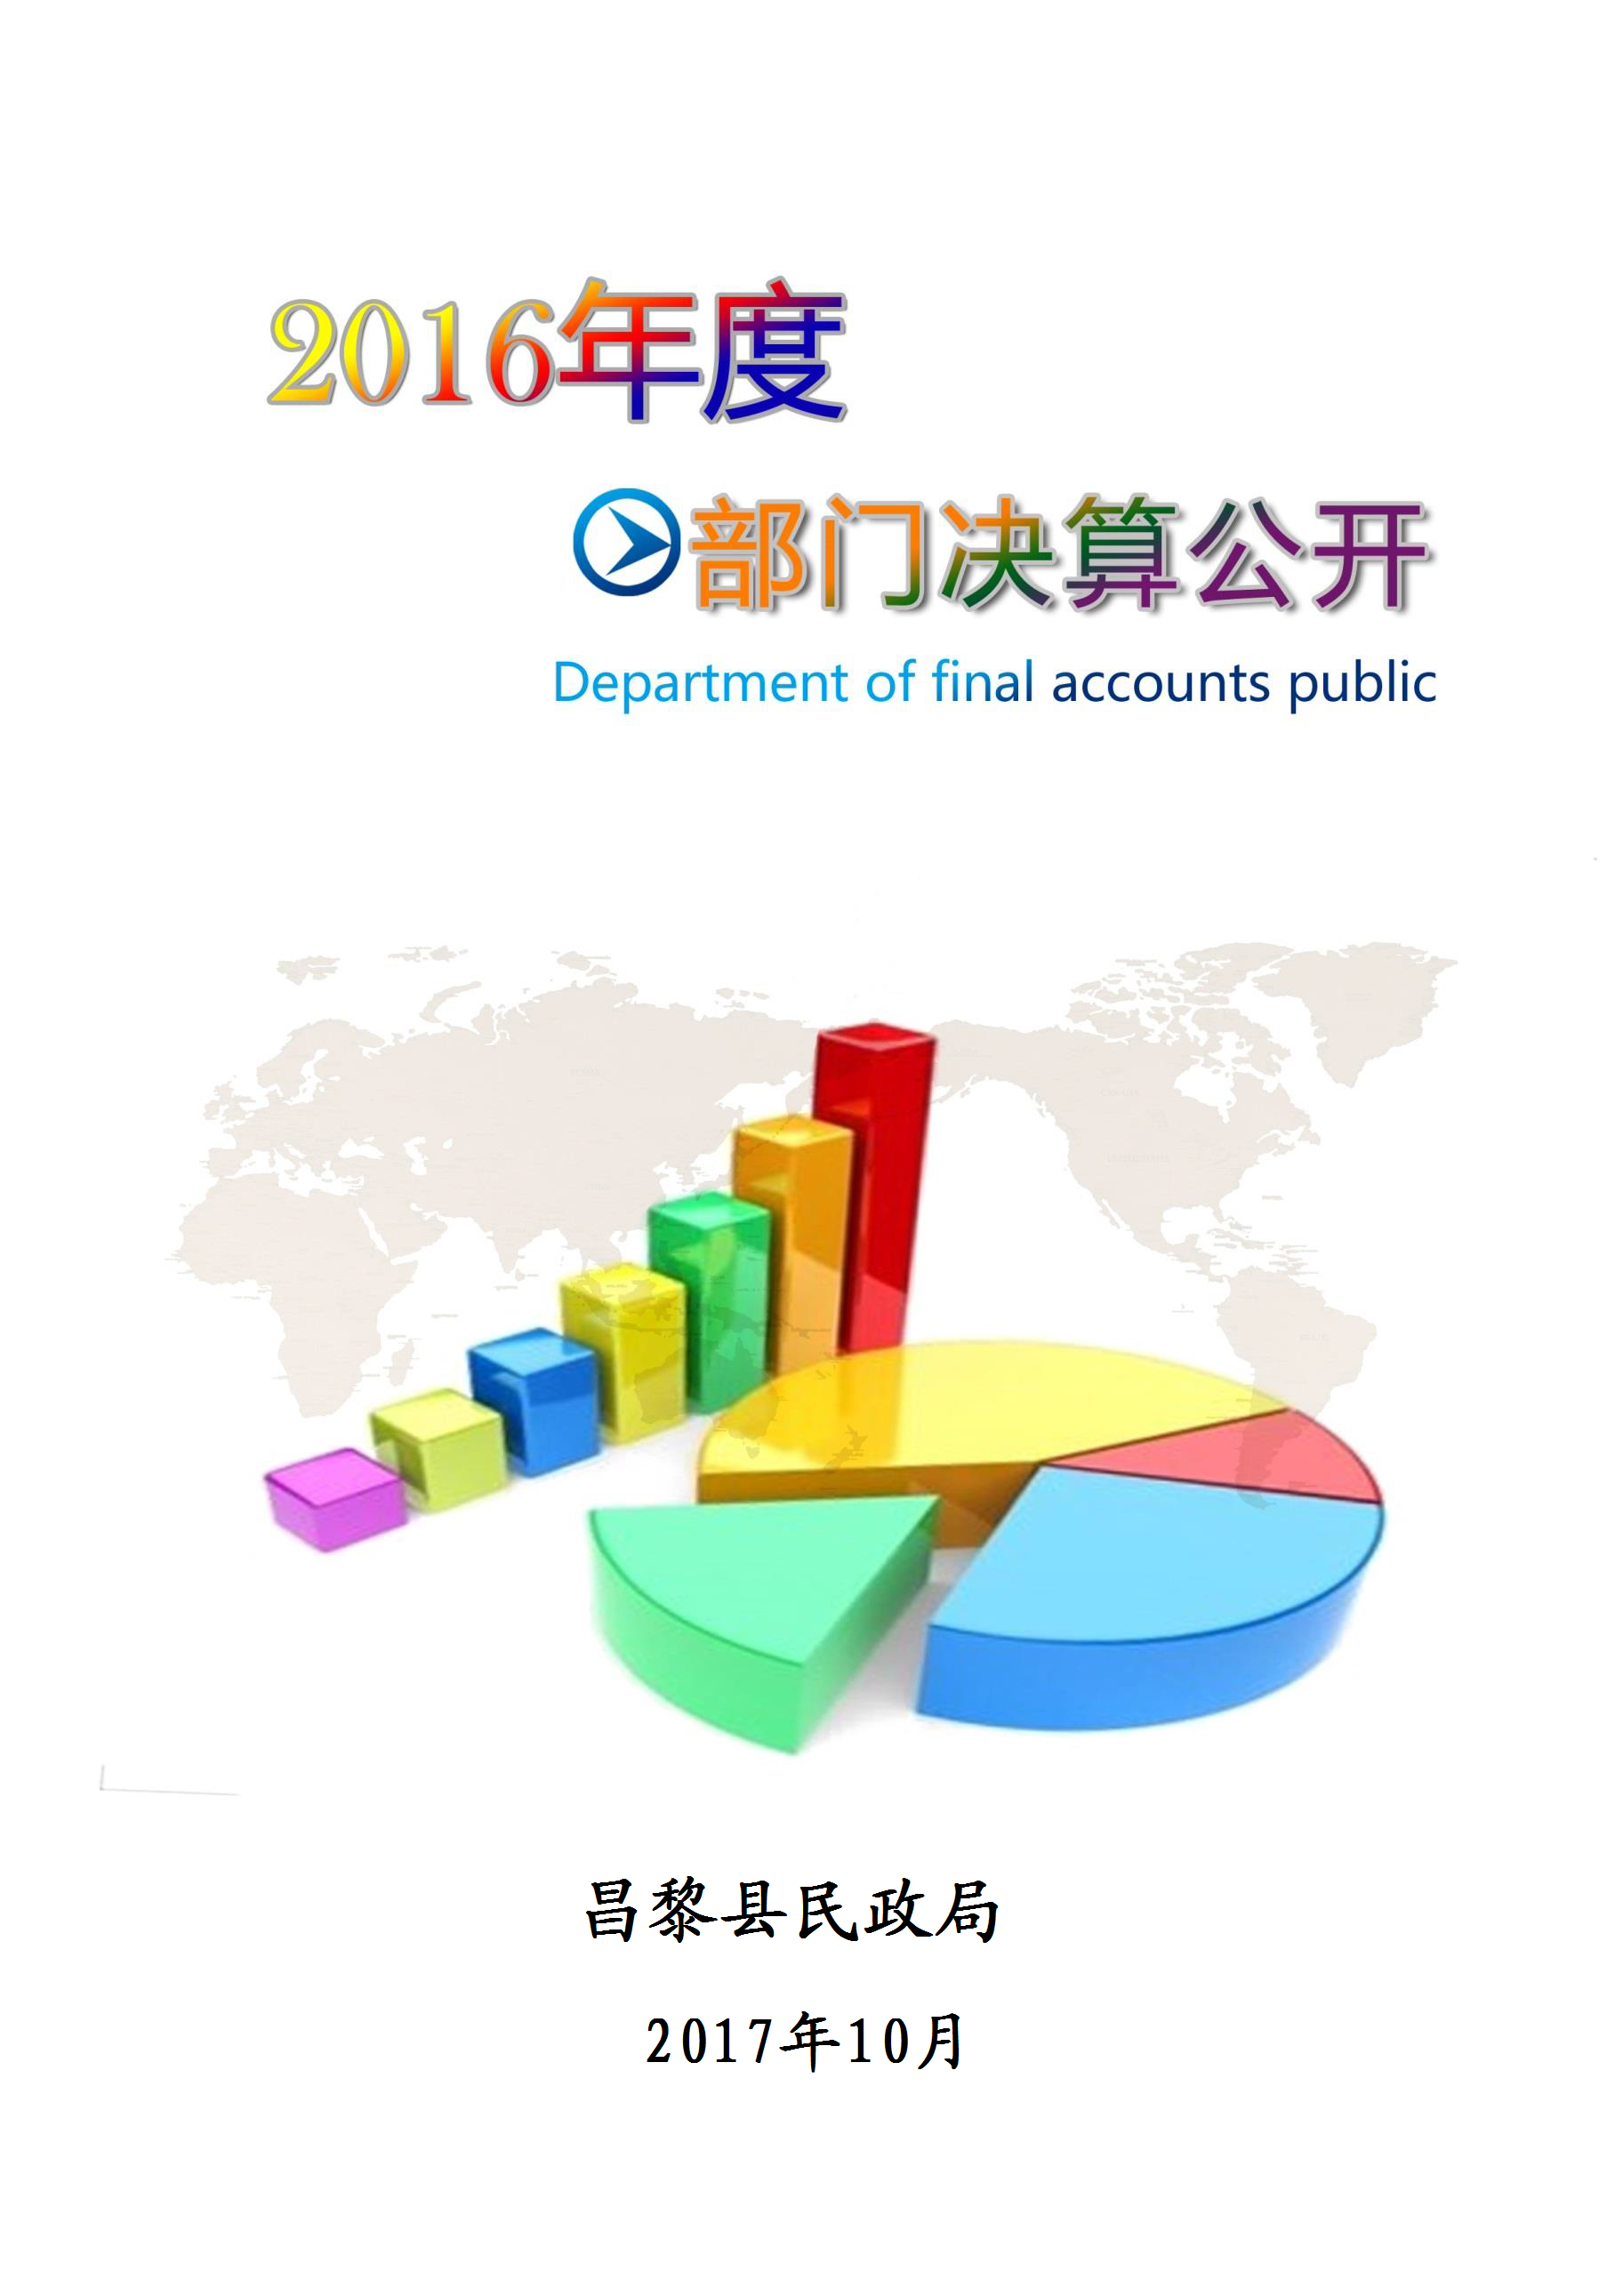 2016年度
部门决算公开
Department of final accounts public
昌黎县民政局
2017年10月